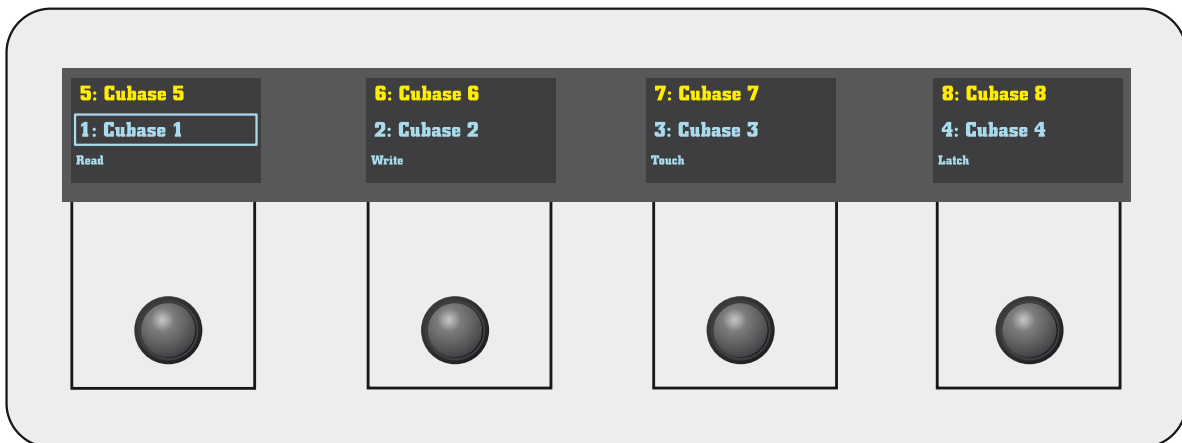 5: Cubase 5
1: Cubase 1
Read
6: Cubase 6
2: Cubase 2
Write
7: Cubase 7
3: Cubase 3
Touch
8: Cubase 8
4: Cubase 4
Latch